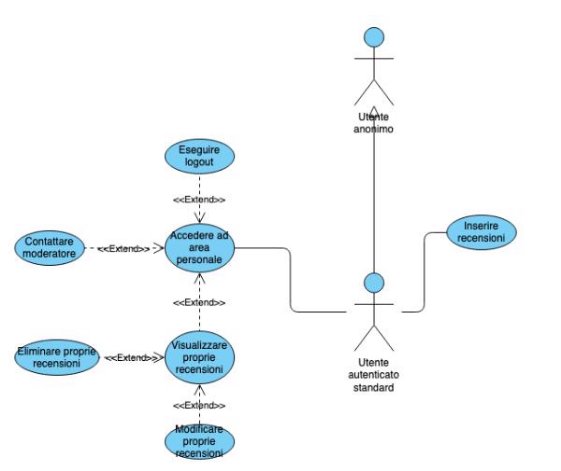 Utente
anonimo
Eseguire
logout
<<Extend>>
Contattare
moderatore
<<Extend>>
Accedere ad
area
personale
Inserire
recensioni
<<Extend>>
Eliminare proprie
recensioni
<<Extend>>
Visualizzare
proprie
recensioni
Utente
autenticato
standard
<<Extend>>
Modificare
proprie
recensioni